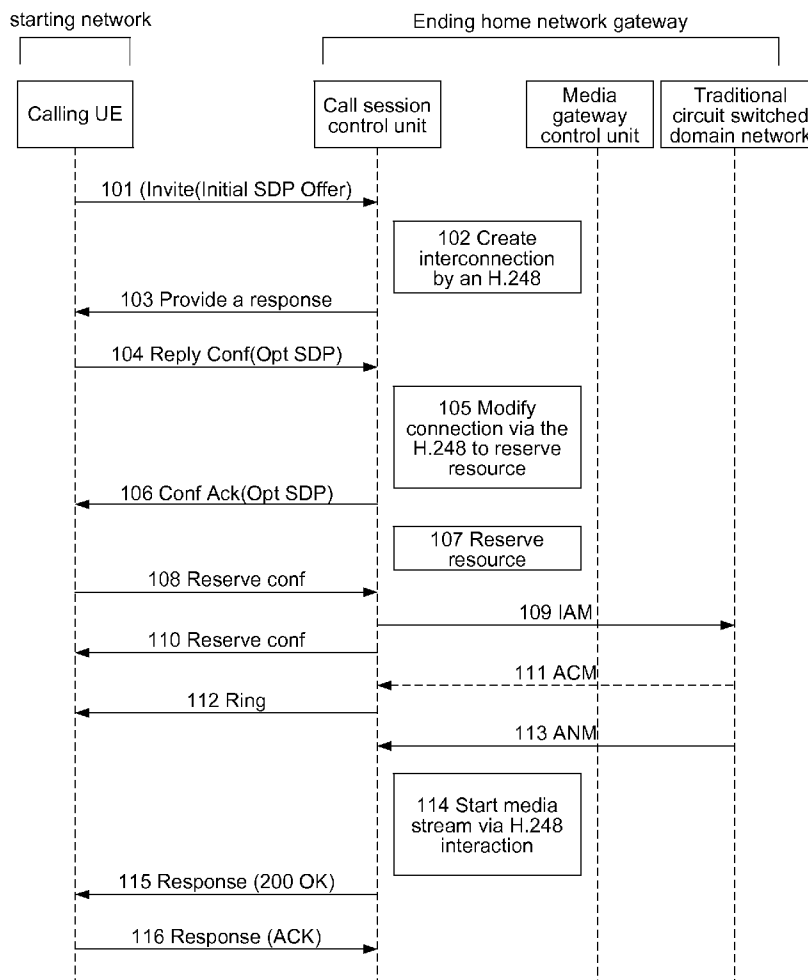 starting network
Ending home network gateway
Calling UE
Call session
control unit
Media
gateway
control unit
Traditional
circuit switched
domain network
101 (Invite(Initial SDP Offer)
102 Create
interconnection
by an H.248
103 Provide a response
104 Reply Conf(Opt SDP)
105 Modify
connection via the
H.248 to reserve
resource
106 Conf Ack(Opt SDP)
107 Reserve
resource
108 Reserve conf
109 IAM
110 Reserve conf
111 ACM
112 Ring
113 ANM
114 Start media
stream via H.248
interaction
115 Response (200 OK)
116 Response (ACK)